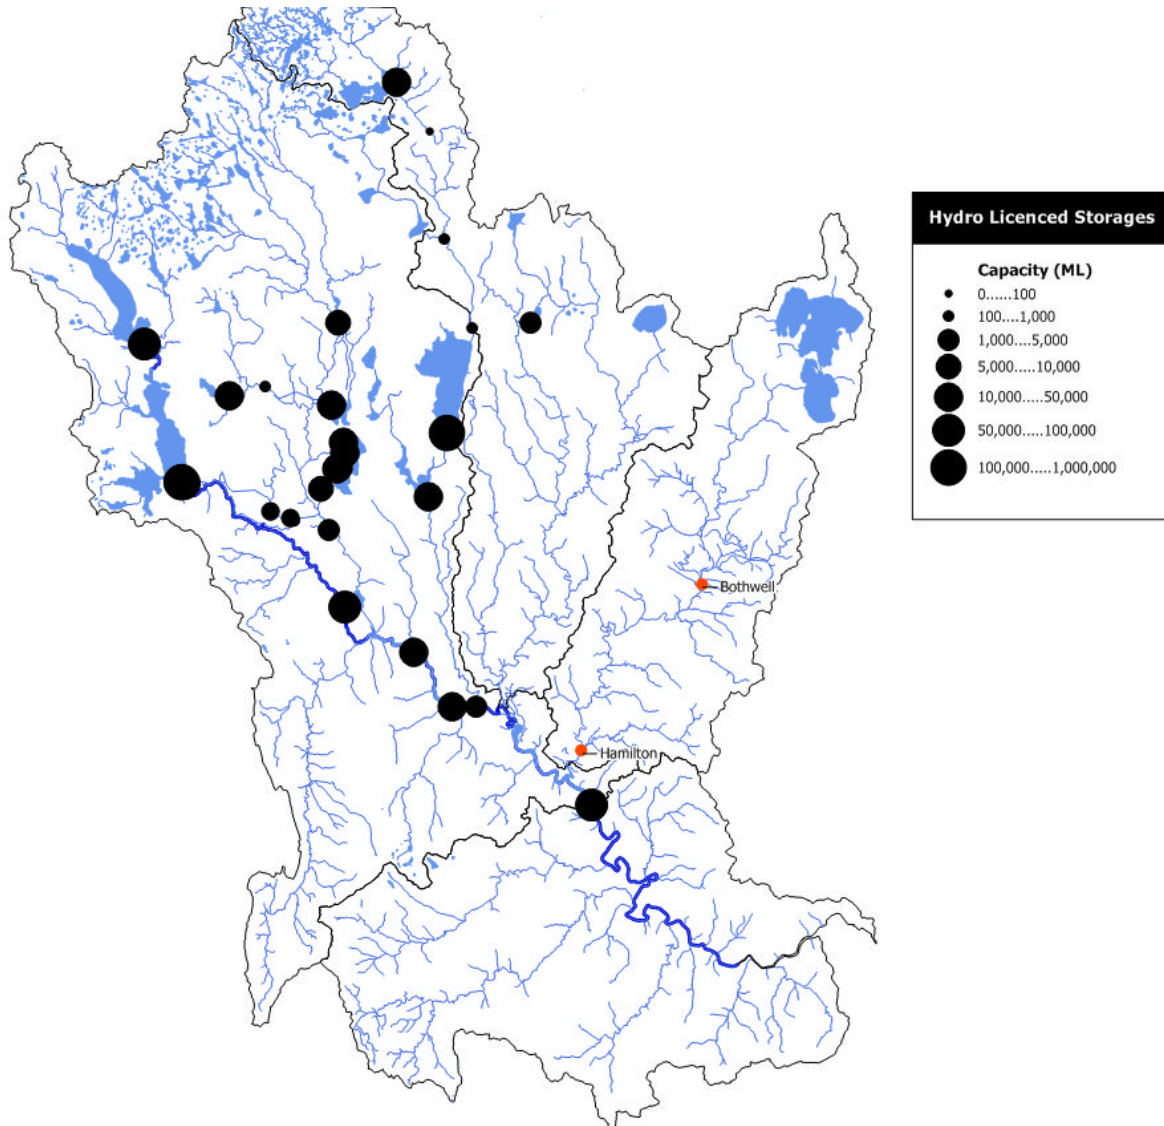 Hydro Licenced Storages
Capacity (ML)
0......100
100....1,000
1,000....5,000
5,000.....10,000
10,000.....50,000
50,000.....100,000
100,000.....1,000,000
Bothwell
Hamilton